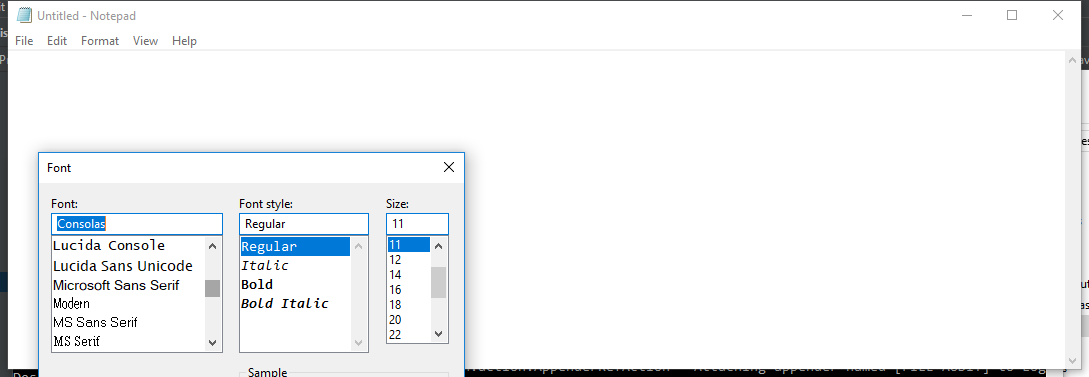 Untitled - Notepad
File Edit Format View Help
Font
Font: Font style: Size:
Consolas Regular 11
Lucida Console Regular 11
Lucida Sans Unicode Italic 12
Microsoft Sans Serif Bold 14
Modern Bold Italic 16
MS Sans Serif 18
MS Serif 20
22
Sample